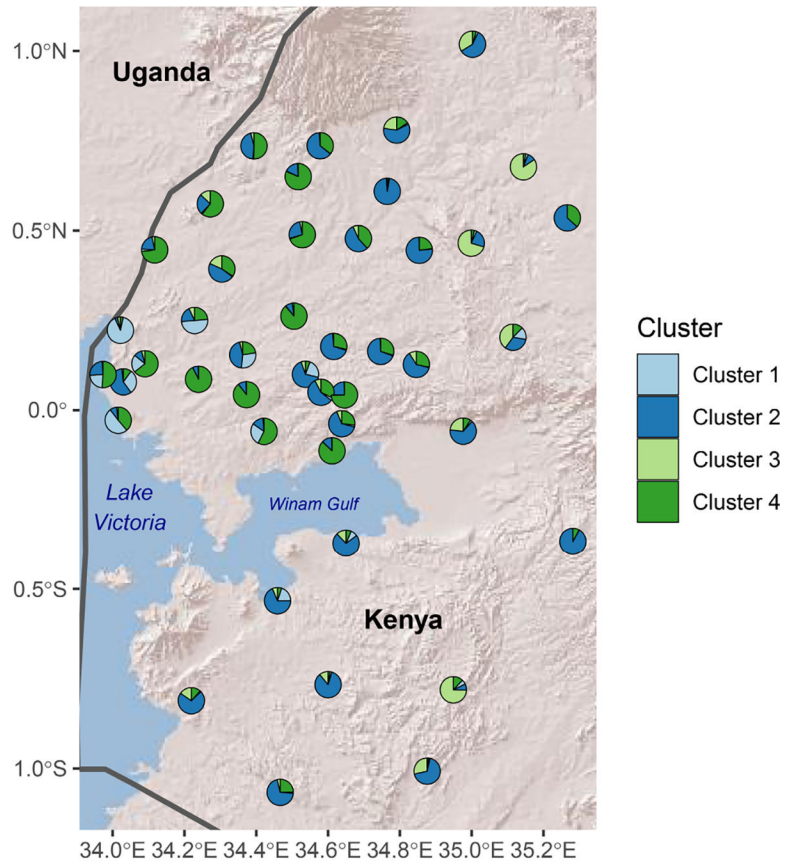 1.0°N
Uganda
0.5°N
0.0°
Lake
Victoria
Winam Gulf
0.5°S
Kenya
1.0°S
34.0°E 34.2°E 34.4°E 34.6°E 34.8°E 35.0°E 35.2°E
Cluster
Cluster 1
Cluster 2
Cluster 3
Cluster 4